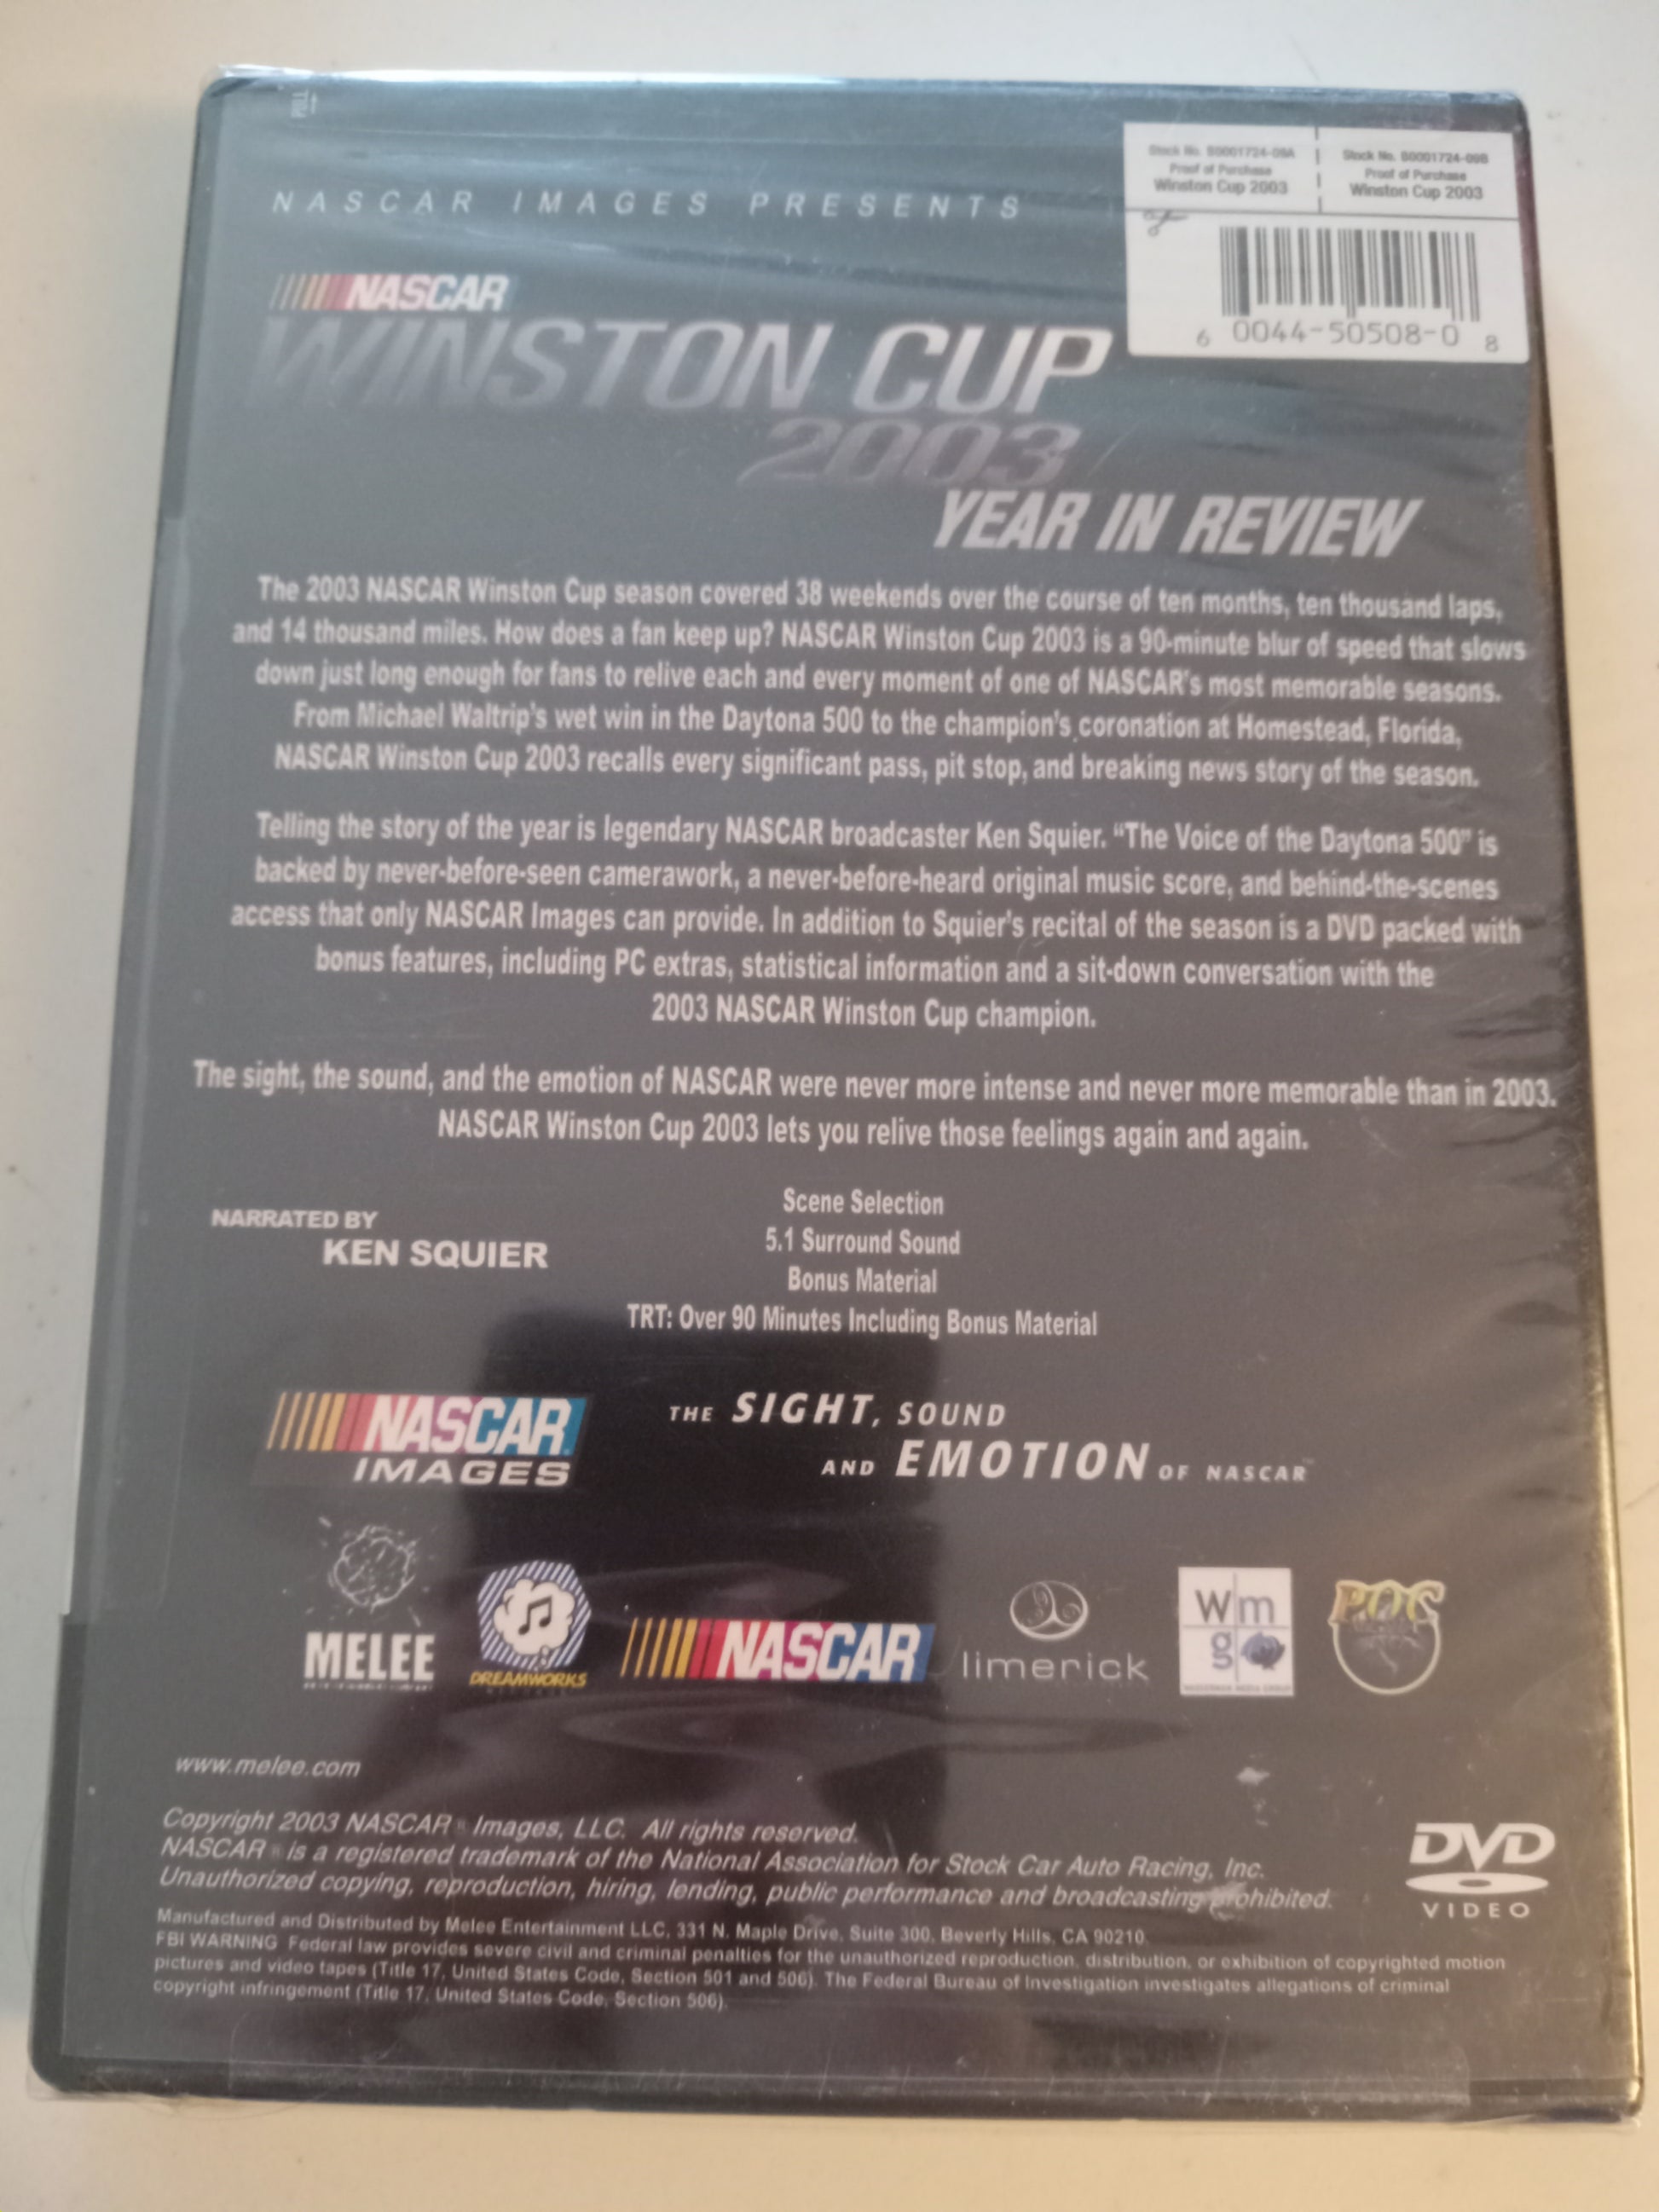 Stock No. B0001724-09A
Proof of Purchase
Winston Cup 2003
Stock No. B0001724-09B
Proof of Purchase
Winston Cup 2003
6 0044-50508-0 8
NASCAR IMAGES PRESENTS
NASCAR
WINSTON CUP
2003
YEAR IN REVIEW
The 2003 NASCAR Winston Cup season covered 38 weekends over the course of ten months, ten thousand laps,
and 14 thousand miles. How does a fan keep up? NASCAR Winston Cup 2003 is a 90-minute blur of speed that slows
down just long enough for fans to relive each and every moment of one of NASCAR's most memorable seasons.
From Michael Waltrip's wet win in the Daytona 500 to the champion's coronation at Homestead, Florida,
NASCAR Winston Cup 2003 recalls every significant pass, pit stop, and breaking news story of the season.
Telling the story of the year is legendary NASCAR broadcaster Ken Squier. “The Voice of the Daytona 500” is
backed by never-before-seen camerawork, a never-before-heard original music score, and behind-the-scenes
access that only NASCAR Images can provide. In addition to Squier's recital of the season is a DVD packed with
bonus features, including PC extras, statistical information and a sit-down conversation with the
2003 NASCAR Winston Cup champion.
The sight, the sound, and the emotion of NASCAR were never more intense and never more memorable than in 2003.
NASCAR Winston Cup 2003 lets you relive those feelings again and again.
NARRATED BY
KEN SQUIER
Scene Selection
5.1 Surround Sound
Bonus Material
TRT: Over 90 Minutes Including Bonus Material
NASCAR
IMAGES
THE SIGHT, SOUND
AND EMOTION OF NASCAR
MELEE
DREAMWORKS
NASCAR
limerick
Wm
g
WASSERMAN MEDIA GROUP
POC
www.melee.com
Copyright 2003 NASCAR® Images, LLC. All rights reserved.
NASCAR® is a registered trademark of the National Association for Stock Car Auto Racing, Inc.
Unauthorized copying, reproduction, hiring, lending, public performance and broadcasting prohibited.
DVD
VIDEO
Manufactured and Distributed by Melee Entertainment LLC, 331 N. Maple Drive, Suite 300, Beverly Hills, CA 90210.
FBI WARNING Federal law provides severe civil and criminal penalties for the unauthorized reproduction, distribution, or exhibition of copyrighted motion
pictures and video tapes (Title 17, United States Code, Section 501 and 506). The Federal Bureau of Investigation investigates allegations of criminal
copyright infringement (Title 17, United States Code, Section 506).